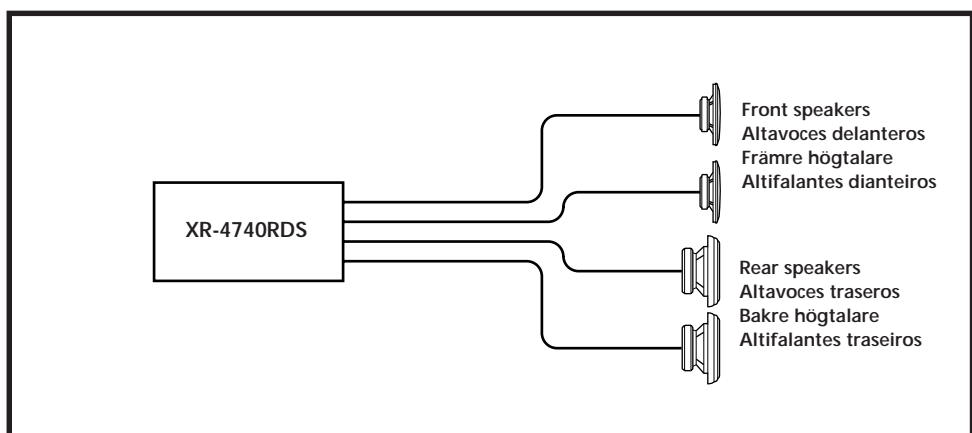 XR-4740RDS
Front speakers
Altavoces delanteros
Främre högtalare
Altifalantes dianteiros
Rear speakers
Altavoces traseros
Bakre högtalare
Altifalantes traseiros